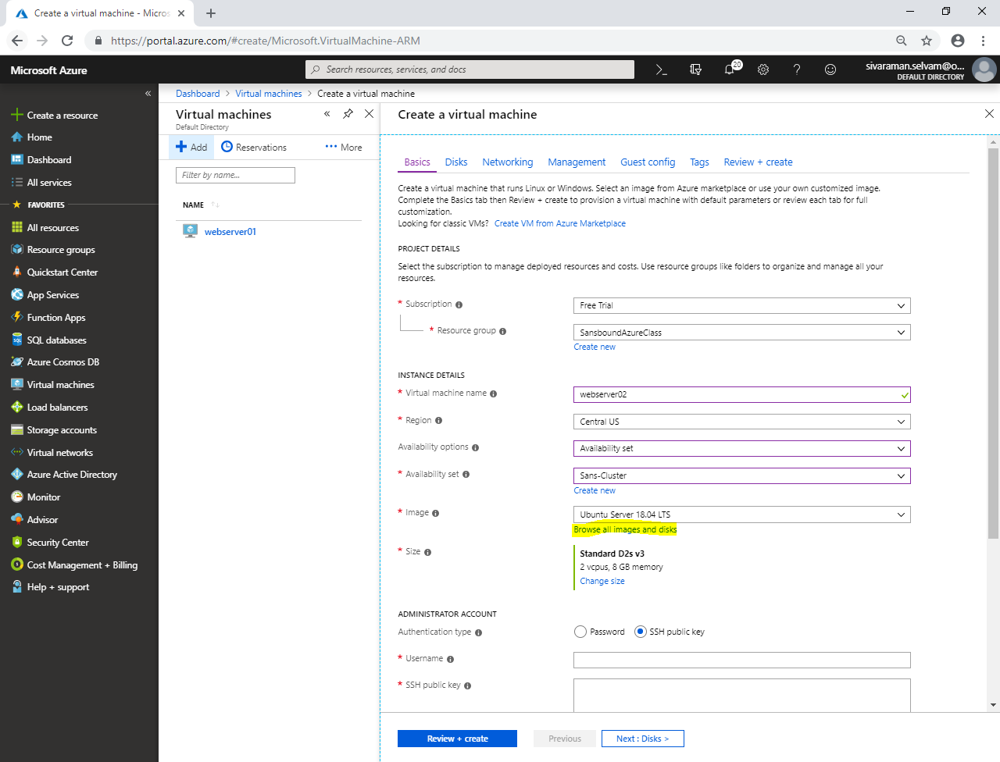 Create a virtual machine - Micros
https://portal.azure.com/#create/Microsoft.VirtualMachine-ARM
Microsoft Azure
Search resources, services, and docs
20
sivaraman.selvam@o...
DEFAULT DIRECTORY
Create a resource
Home
Dashboard
All services
FAVORITES
All resources
Resource groups
Quickstart Center
App Services
Function Apps
SQL databases
Azure Cosmos DB
Virtual machines
Load balancers
Storage accounts
Virtual networks
Azure Active Directory
Monitor
Advisor
Security Center
Cost Management + Billing
Help + support
Dashboard > Virtual machines > Create a virtual machine
Virtual machines
Default Directory
Add
Reservations
More
Filter by name...
NAME
webserver01
Create a virtual machine
Basics Disks Networking Management Guest config Tags Review + create
Create a virtual machine that runs Linux or Windows. Select an image from Azure marketplace or use your own customized image.
Complete the Basics tab then Review + create to provision a virtual machine with default parameters or review each tab for full
customization.
Looking for classic VMs? Create VM from Azure Marketplace
PROJECT DETAILS
Select the subscription to manage deployed resources and costs. Use resource groups like folders to organize and manage all your
resources.
* Subscription
Free Trial
* Resource group
SansboundAzureClass
Create new
INSTANCE DETAILS
* Virtual machine name
webserver02
* Region
Central US
Availability options
Availability set
* Availability set
Sans-Cluster
Create new
* Image
Ubuntu Server 18.04 LTS
Browse all images and disks
* Size
Standard D2s v3
2 vcpus, 8 GB memory
Change size
ADMINISTRATOR ACCOUNT
Authentication type
Password
SSH public key
* Username
* SSH public key
Review + create
Previous
Next : Disks >